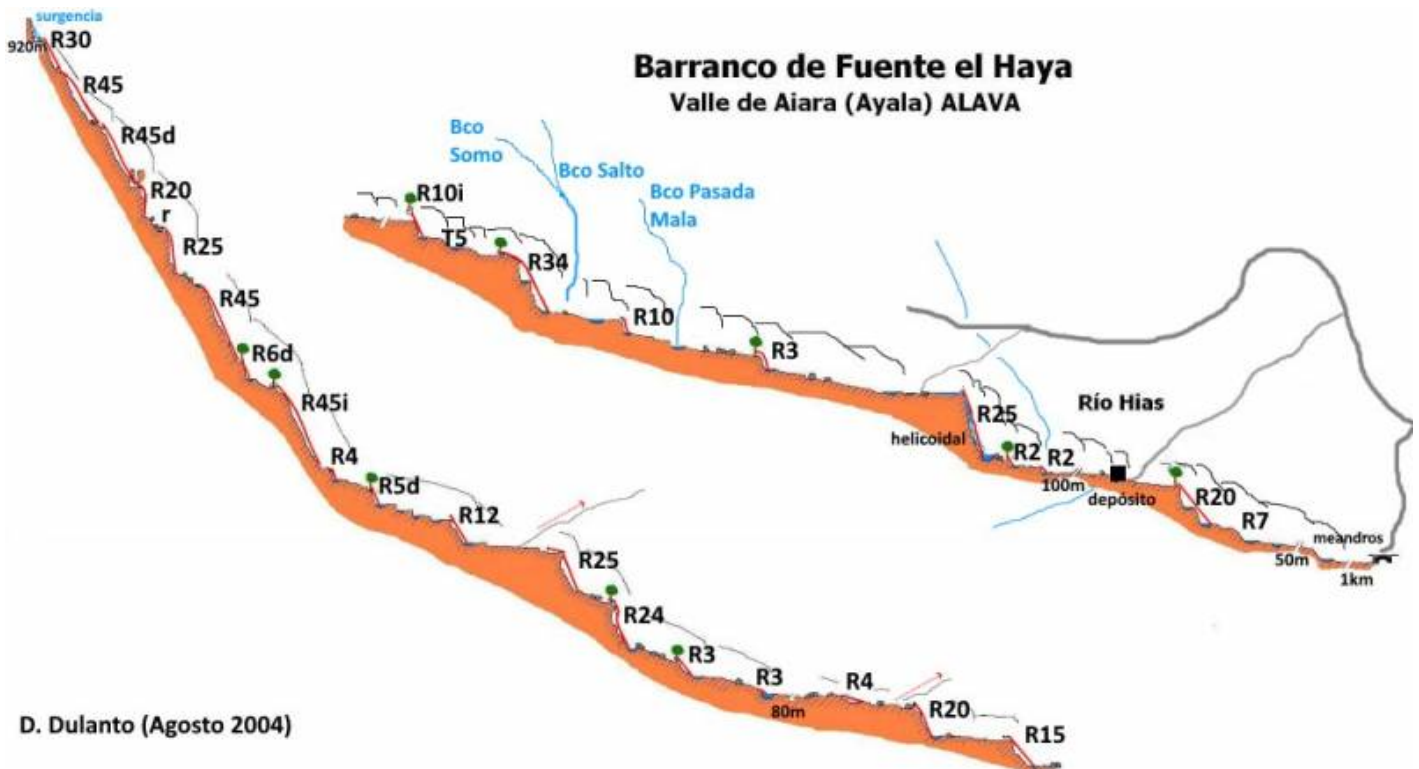 Barranco de Fuente el Haya
Valle de Aiara (Ayala) ALAVA
surgencia
920m
R30
R45
R45d
R20
r
R25
R45
R6d
R45i
R4
R5d
R12
R25
R24
R3
R3
80m
R4
R20
R15
R10i
T5
R34
Bco
Somo
Bco Salto
Bco Pasada
Mala
R10
R3
helicoidal
R25
R2
R2
100m
Río Hias
depósito
R20
R7
50m
meandros
1km
D. Dulanto (Agosto 2004)